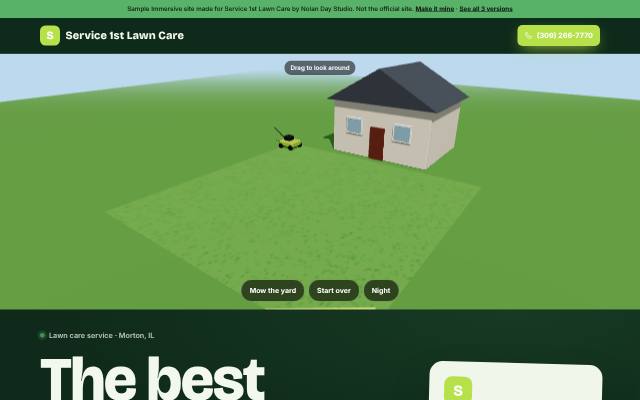 Sample Immersive site made for Service 1st Lawn Care by Nolan Day Studio. Not the official site. Make it mine · See all 3 versions
S Service 1st Lawn Care
(309) 266-7770
Drag to look around
Mow the yard Start over Night
Lawn care service · Morton, IL
The best
S